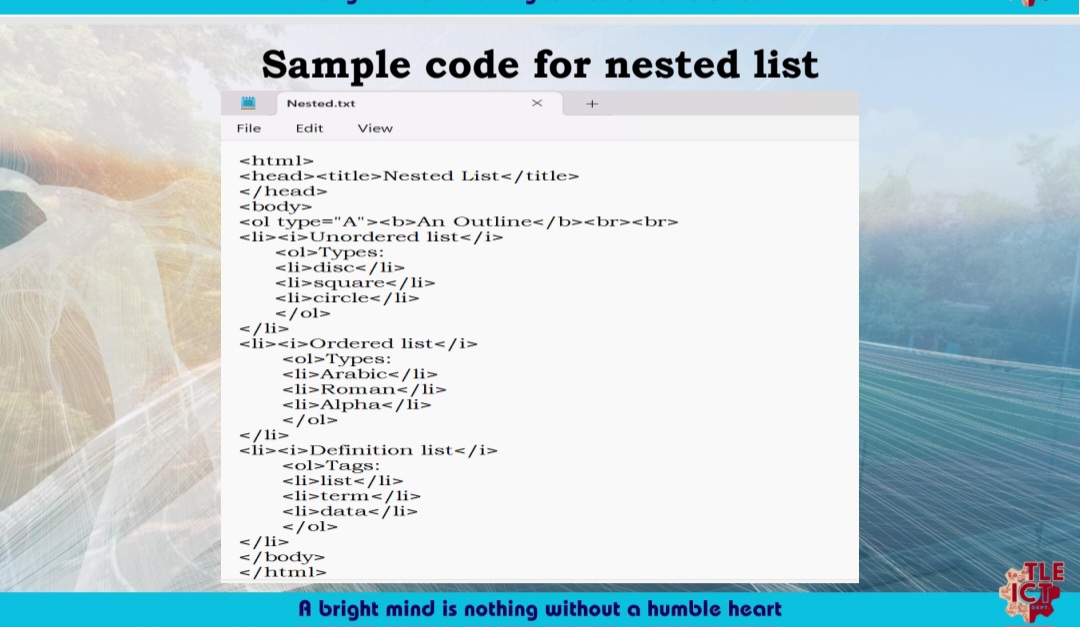 Sample code for nested list
Nested.txt
File Edit View
<html>
<head><title>Nested List</title>
</head>
<body>
<ol type="A"><b>An Outline</b><br><br>
<li><i>Unordered list</i>
<ol>Types:
<li>disc</li>
<li>square</li>
<li>circle</li>
</ol>
</li>
<li><i>Ordered list</i>
<ol>Types:
<li>Arabic</li>
<li>Roman</li>
<li>Alpha</li>
</ol>
</li>
<li><i>Definition list</i>
<ol>Tags:
<li>list</li>
<li>term</li>
<li>data</li>
</ol>
</li>
</body>
</html>
A bright mind is nothing without a humble heart
TLE
ICT
DEPT.